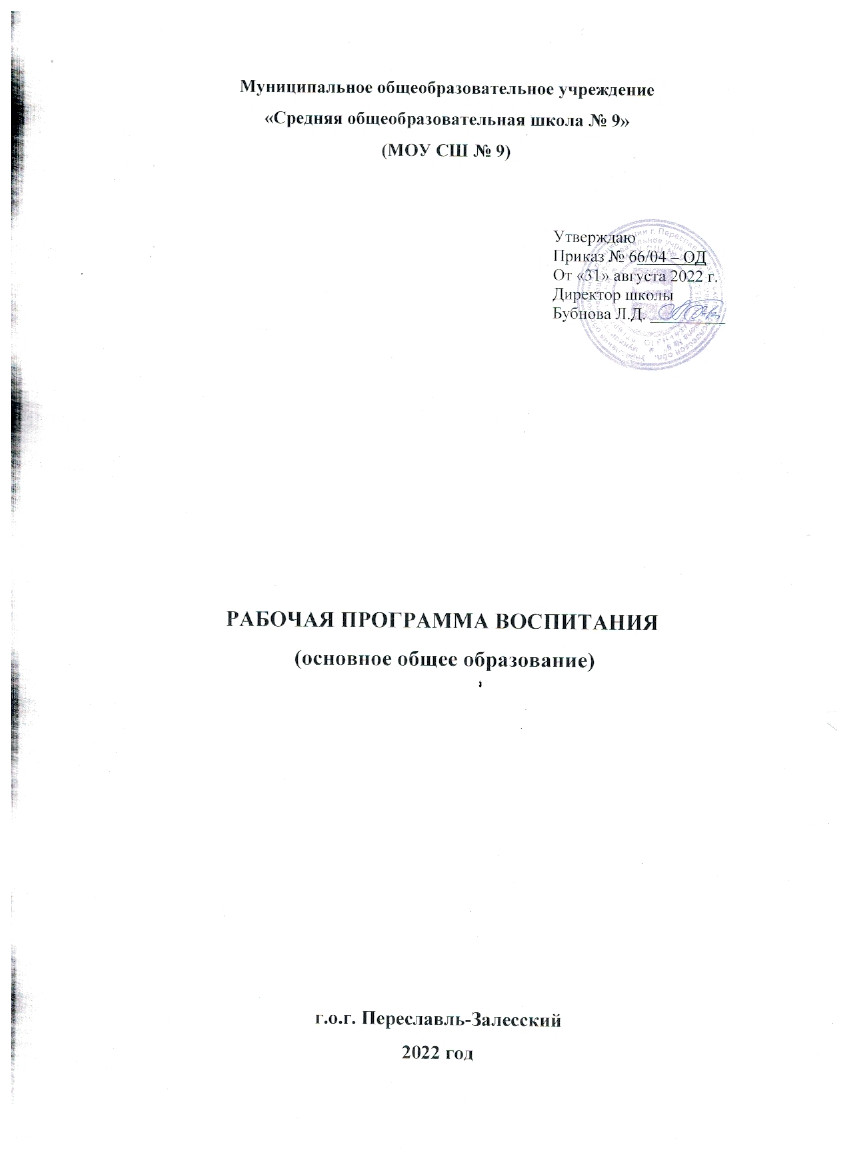 Муниципальное общеобразовательное учреждение
«Средняя общеобразовательная школа № 9»
(МОУ СШ № 9)
Утверждаю
Приказ № 66/04 – ОД
От «31» августа 2022 г.
Директор школы
Бубнова Л.Д.
РАБОЧАЯ ПРОГРАММА ВОСПИТАНИЯ
(основное общее образование)
г.о.г. Переславль-Залесский
2022 год